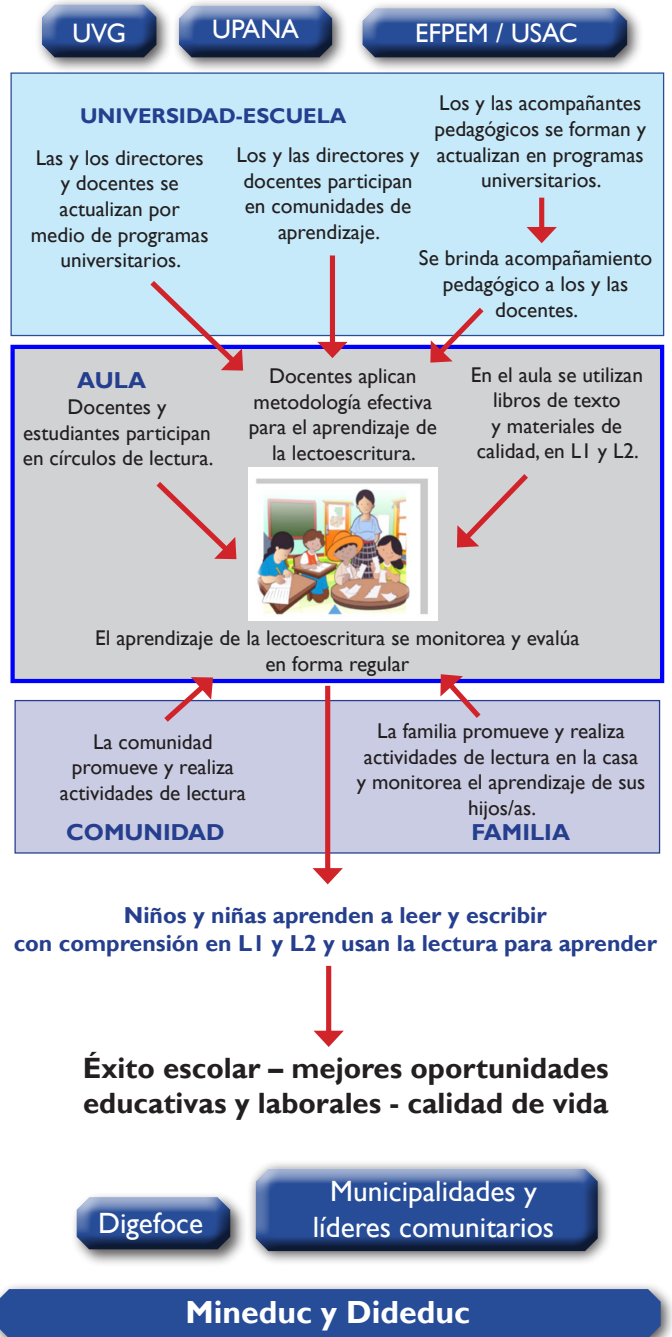 UVG
UPANA
EFPEM / USAC
UNIVERSIDAD-ESCUELA
Las y los directores
y docentes se
actualizan por
medio de programas
universitarios.
Los y las directores y
docentes participan
en comunidades de
aprendizaje.
Los y las acompañantes
pedagógicos se forman y
actualizan en programas
universitarios.
Se brinda acompañamiento
pedagógico a los y las
docentes.
AULA
Docentes y
estudiantes participan
en círculos de lectura.
Docentes aplican
metodología efectiva
para el aprendizaje de
la lectoescritura.
En el aula se utilizan
libros de texto
y materiales de
calidad, en L1 y L2.
El aprendizaje de la lectoescritura se monitorea y evalúa
en forma regular
La comunidad
promueve y realiza
actividades de lectura
COMUNIDAD
La familia promueve y realiza
actividades de lectura en la casa
y monitorea el aprendizaje de sus
hijos/as.
FAMILIA
Niños y niñas aprenden a leer y escribir
con comprensión en L1 y L2 y usan la lectura para aprender
Éxito escolar – mejores oportunidades
educativas y laborales - calidad de vida
Digefoce
Municipalidades y
líderes comunitarios
Mineduc y Dideduc